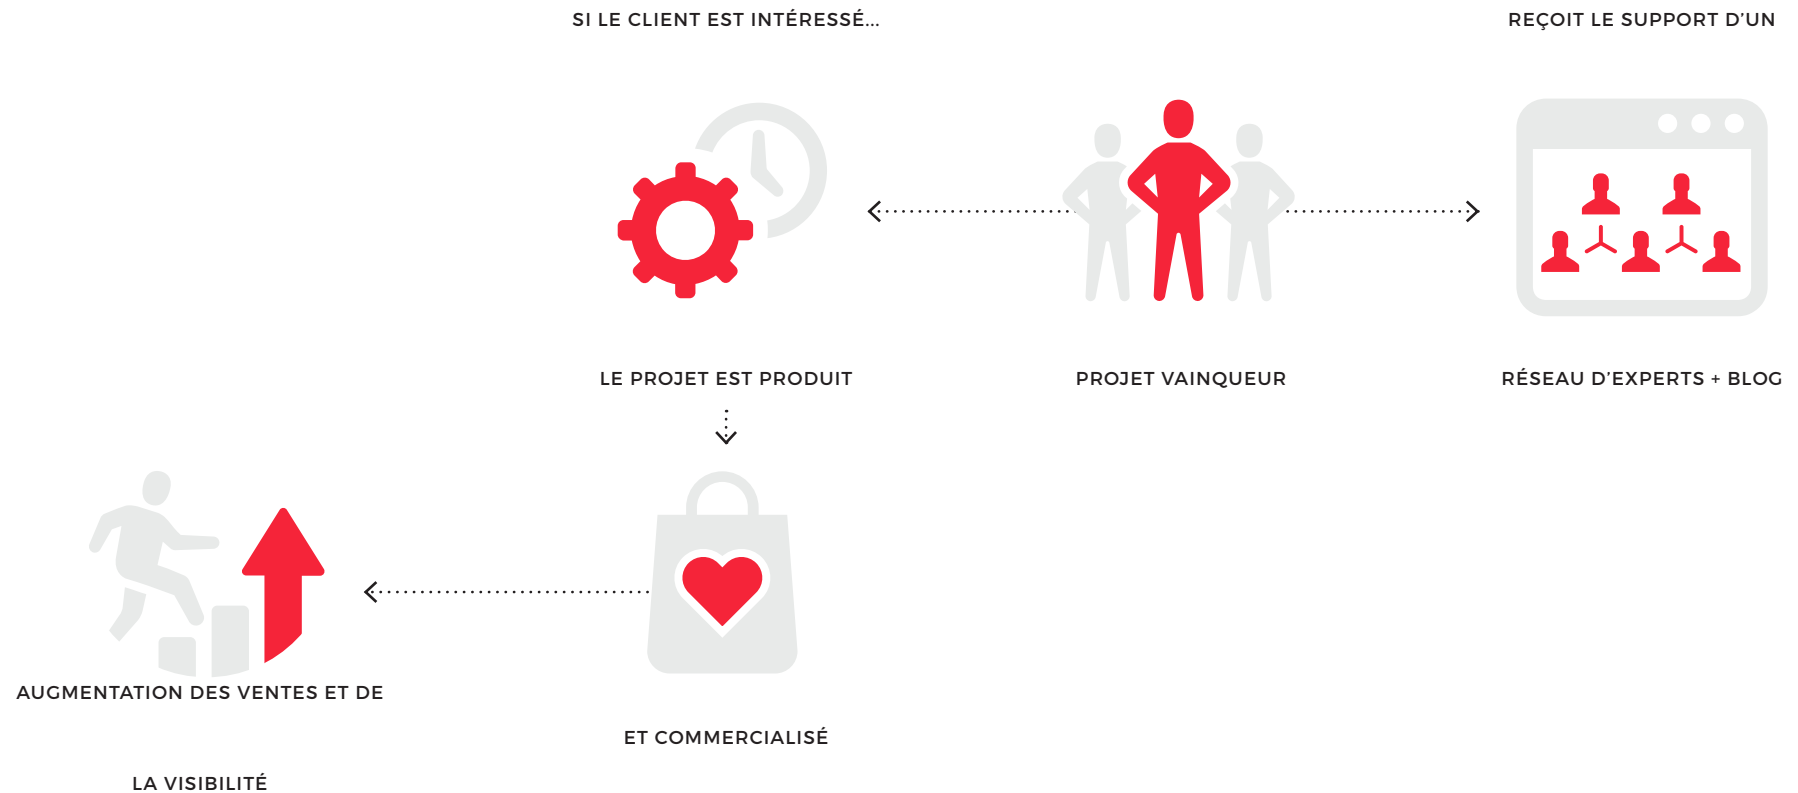 SI LE CLIENT EST INTÉRESSÉ...
REÇOIT LE SUPPORT D’UN
LE PROJET EST PRODUIT
PROJET VAINQUEUR
RÉSEAU D’EXPERTS + BLOG
AUGMENTATION DES VENTES ET DE
LA VISIBILITÉ
ET COMMERCIALISÉ